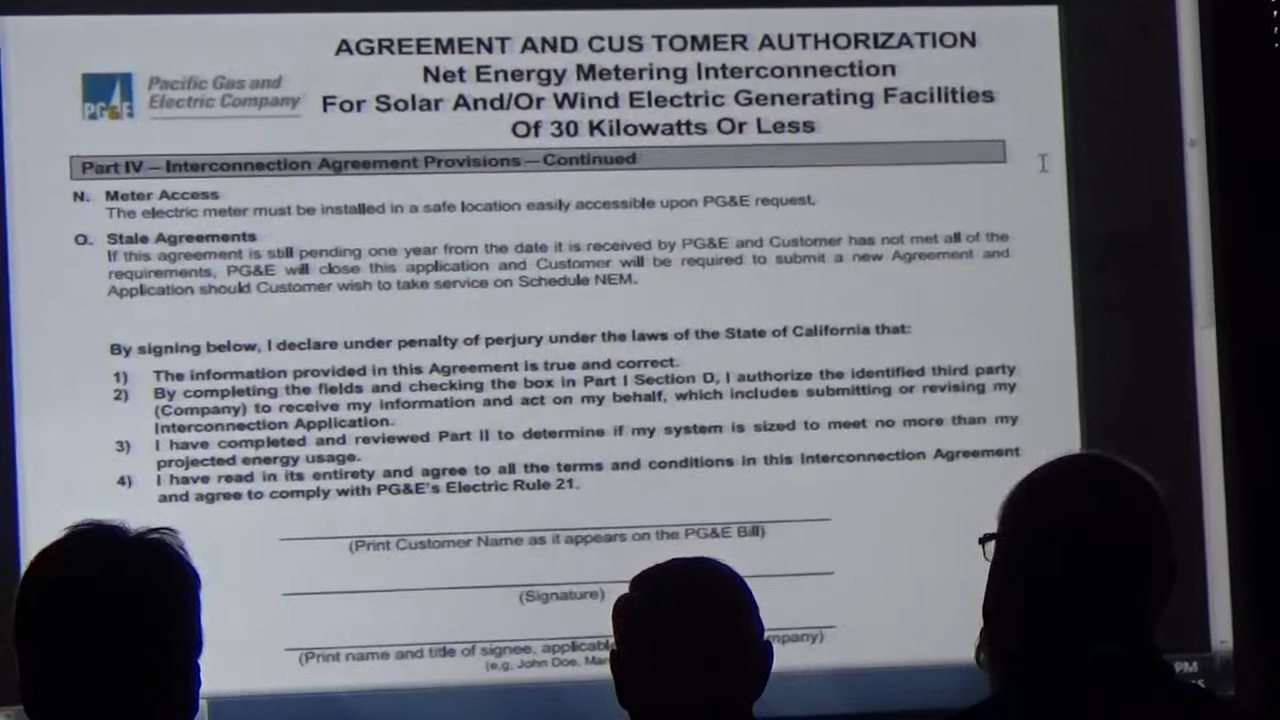 AGREEMENT AND CUSTOMER AUTHORIZATION
Net Energy Metering Interconnection
For Solar And/Or Wind Electric Generating Facilities
Of 30 Kilowatts Or Less
PG&E
Pacific Gas and
Electric Company
Part IV – Interconnection Agreement Provisions – Continued
N. Meter Access
The electric meter must be installed in a safe location easily accessible upon PG&E request.
O. Stale Agreements
If this agreement is still pending one year from the date it is received by PG&E and Customer has not met all of the
requirements, PG&E will close this application and Customer will be required to submit a new Agreement and
Application should Customer wish to take service on Schedule NEM.
By signing below, I declare under penalty of perjury under the laws of the State of California that:
1) The information provided in this Agreement is true and correct.
2) By completing the fields and checking the box in Part I Section D, I authorize the identified third party
(Company) to receive my information and act on my behalf, which includes submitting or revising my
Interconnection Application.
3) I have completed and reviewed Part II to determine if my system is sized to meet no more than my
projected energy usage.
4) I have read in its entirety and agree to all the terms and conditions in this Interconnection Agreement
and agree to comply with PG&E's Electric Rule 21.
(Print Customer Name as it appears on the PG&E Bill)
(Signature)
(Print name and title of signee,
(e.g. John Doe,
PM